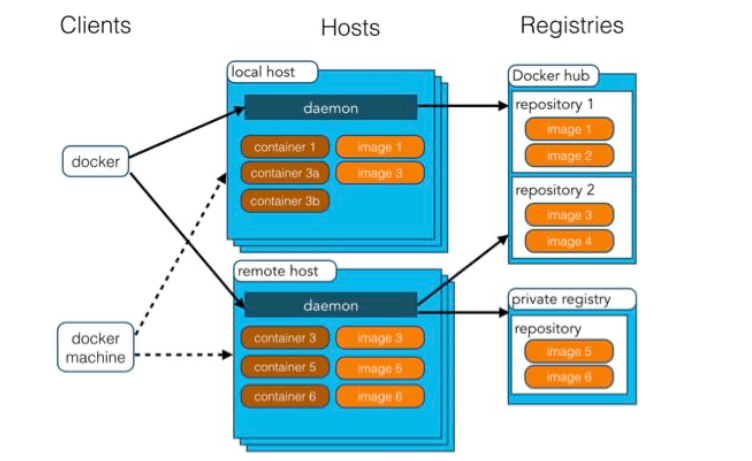 Clients
Hosts
Registries
local host
daemon
container 1
image 1
container 3a
image 3
container 3b
docker
docker
machine
remote host
daemon
container 3
image 3
container 5
image 5
container 6
image 6
Docker hub
repository 1
image 1
image 2
repository 2
image 3
image 4
private registry
repository
image 5
image 6